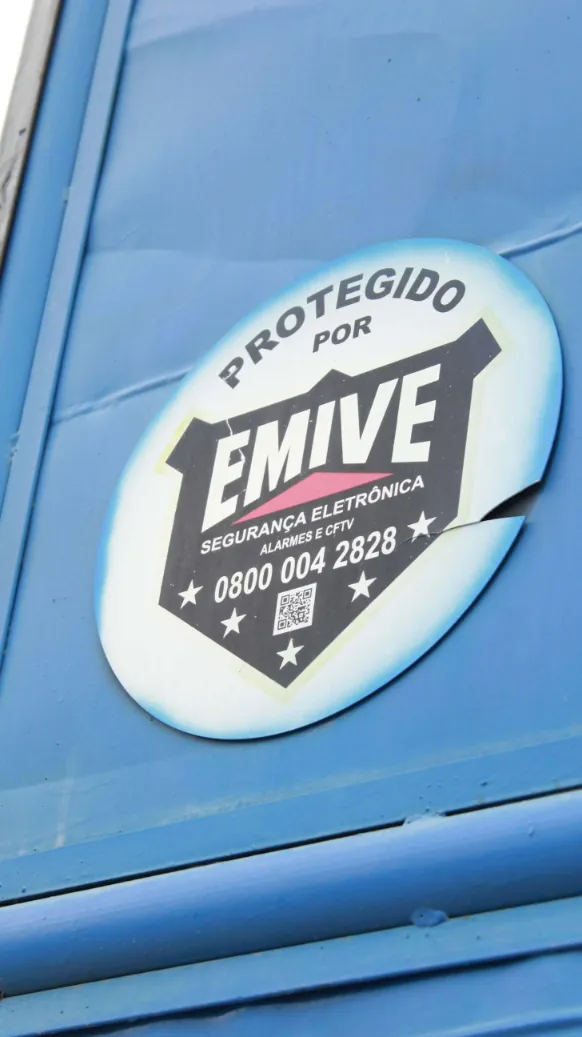 PROTEGIDO
POR
EMIVE
SEGURANÇA ELETRÔNICA
ALARMES E CFTV
0800 004 2828